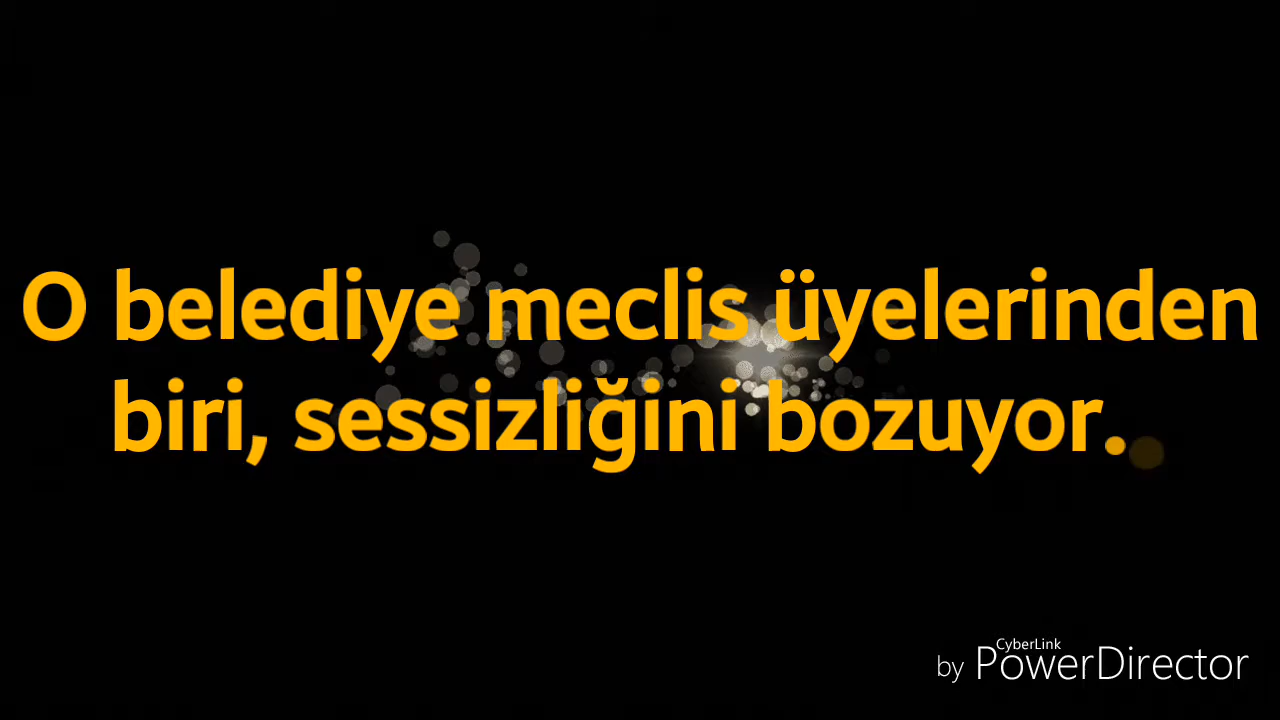 O belediye meclis üyelerinden
biri, sessizliğini bozuyor.
CyberLink
by PowerDirector